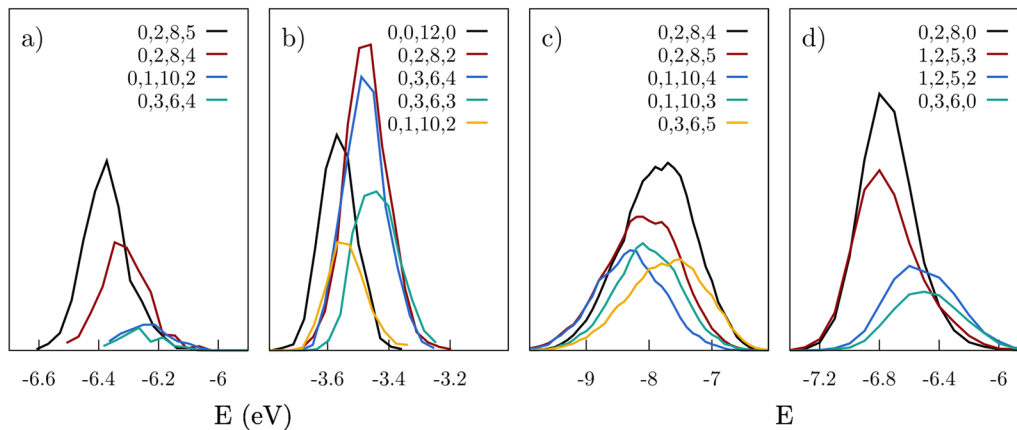 a)
0,2,8,5
0,2,8,4
0,1,10,2
0,3,6,4
b)
0,0,12,0
0,2,8,2
0,3,6,4
0,3,6,3
0,1,10,2
c)
0,2,8,4
0,2,8,5
0,1,10,4
0,1,10,3
0,3,6,5
d)
0,2,8,0
1,2,5,3
1,2,5,2
0,3,6,0
-6.6 -6.4 -6.2 -6
-3.6 -3.4 -3.2
-9 -8 -7
-7.2 -6.8 -6.4 -6
E (eV)
E